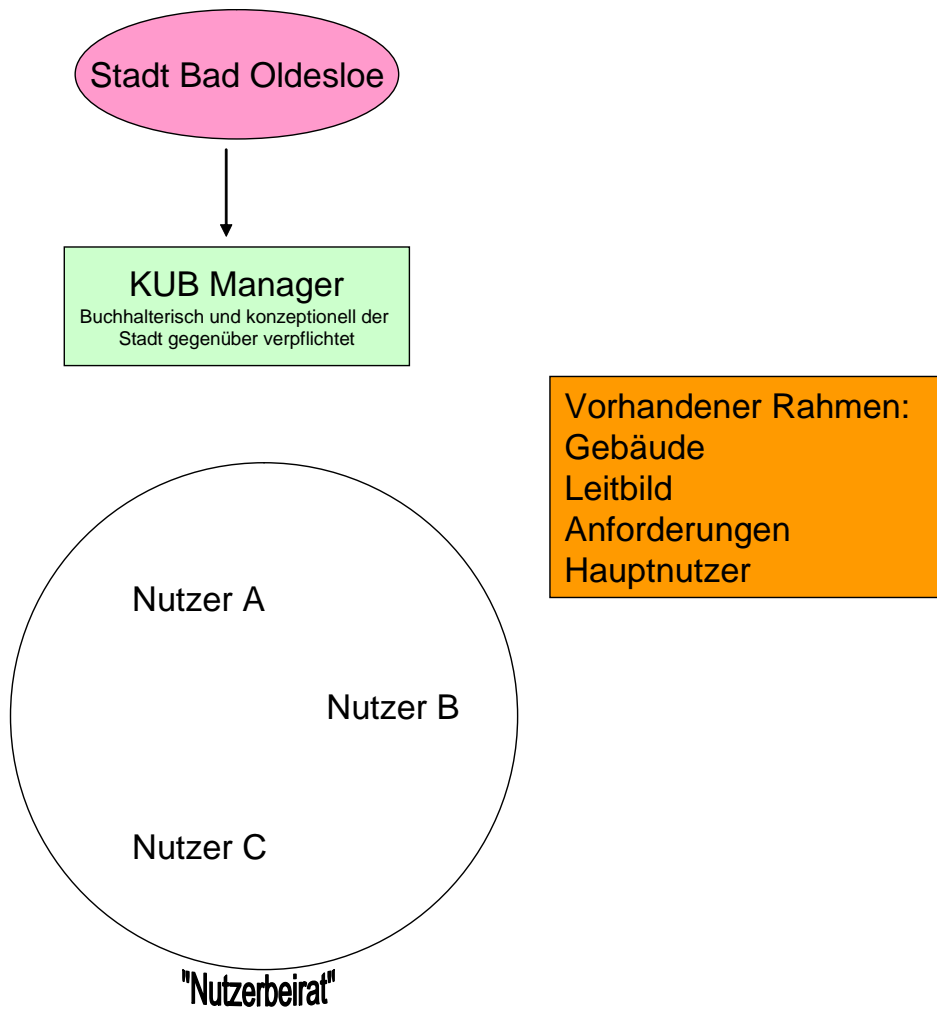 Stadt Bad Oldesloe
KUB Manager
Buchhalterisch und konzeptionell der
Stadt gegenüber verpflichtet
Vorhandener Rahmen:
Gebäude
Leitbild
Anforderungen
Hauptnutzer
Nutzer A
Nutzer B
Nutzer C
"Nutzerbeirat"